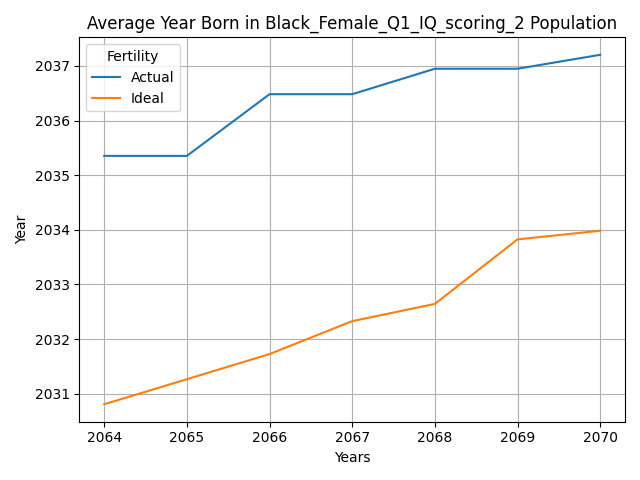 Average Year Born in Black_Female_Q1_IQ_scoring_2 Population
Fertility
Actual
Ideal
Year
2037
2036
2035
2034
2033
2032
2031
2064 2065 2066 2067 2068 2069 2070
Years